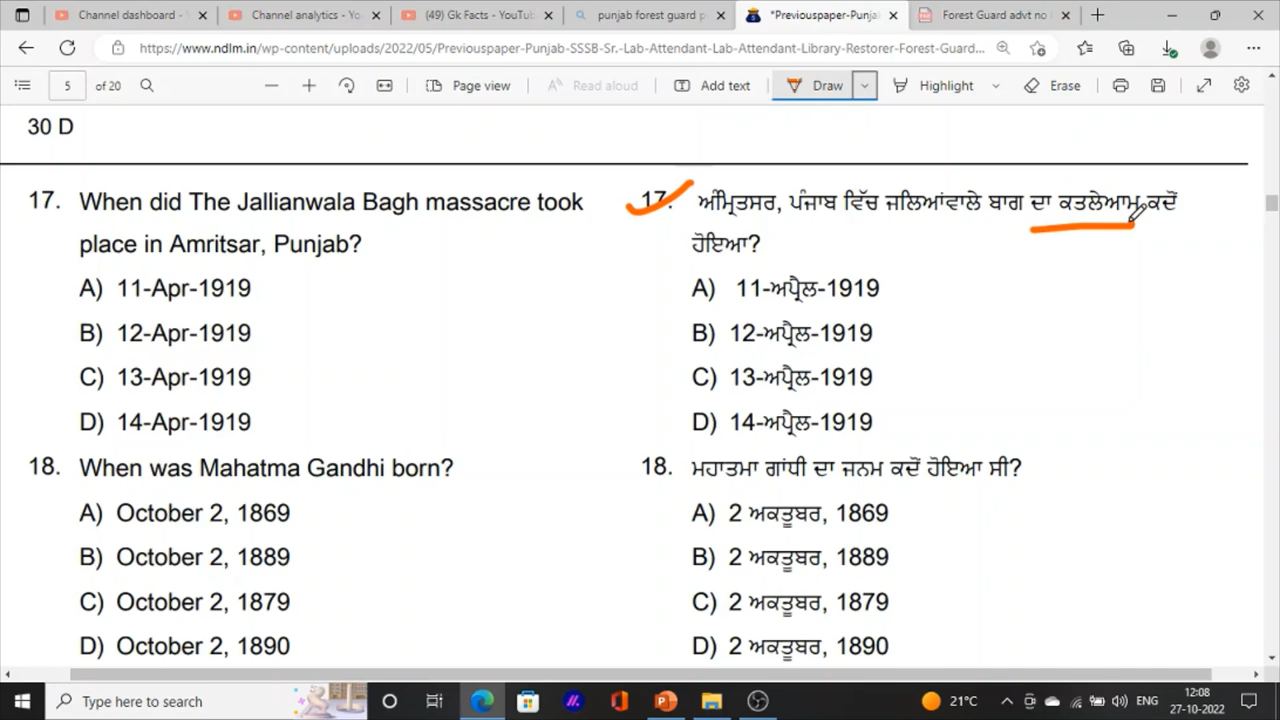 Channel dashboard - Y
Channel analytics - Yo
(49) Gk Facts - YouTub
punjab forest guard p
*Previouspaper-Punja
Forest Guard advt no
https://www.ndlm.in/wp-content/uploads/2022/05/Previouspaper-Punjab-SSSB-Sr.-Lab-Attendant-Lab-Attendant-Library-Restorer-Forest-Guard...
5 of 20
Page view
Read aloud
Add text
Draw
Highlight
Erase
30 D
17. When did The Jallianwala Bagh massacre took
place in Amritsar, Punjab?
A) 11-Apr-1919
B) 12-Apr-1919
C) 13-Apr-1919
D) 14-Apr-1919
18. When was Mahatma Gandhi born?
A) October 2, 1869
B) October 2, 1889
C) October 2, 1879
D) October 2, 1890
17. ਅੰਮ੍ਰਿਤਸਰ, ਪੰਜਾਬ ਵਿੱਚ ਜਲਿਆਂਵਾਲੇ ਬਾਗ ਦਾ ਕਤਲੇਆਮ ਕਦੋਂ
ਹੋਇਆ?
A) 11-ਅਪ੍ਰੈਲ-1919
B) 12-ਅਪ੍ਰੈਲ-1919
C) 13-ਅਪ੍ਰੈਲ-1919
D) 14-ਅਪ੍ਰੈਲ-1919
18. ਮਹਾਤਮਾ ਗਾਂਧੀ ਦਾ ਜਨਮ ਕਦੋਂ ਹੋਇਆ ਸੀ?
A) 2 ਅਕਤੂਬਰ, 1869
B) 2 ਅਕਤੂਬਰ, 1889
C) 2 ਅਕਤੂਬਰ, 1879
D) 2 ਅਕਤੂਬਰ, 1890
Type here to search
21°C
ENG
12:08
27-10-2022